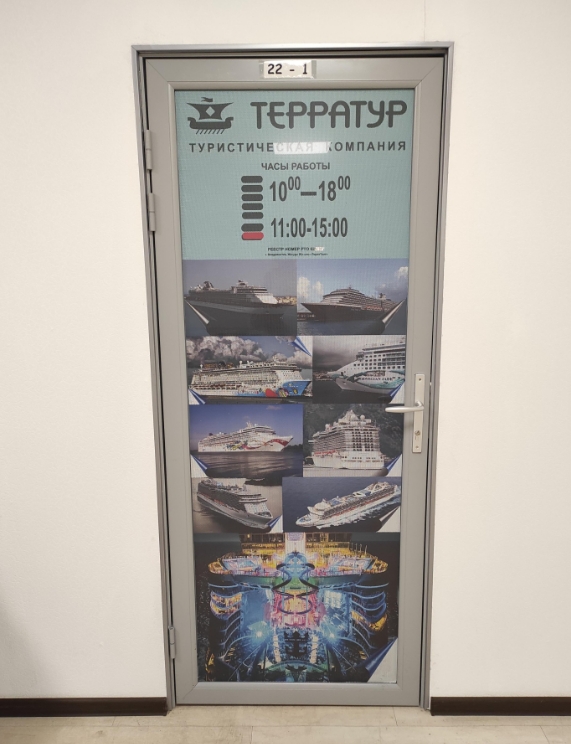 22 - 1
ТЕРРАТУР
ТУРИСТИЧЕСКАЯ КОМПАНИЯ
ЧАСЫ РАБОТЫ
10⁰⁰—18⁰⁰
11:00-15:00